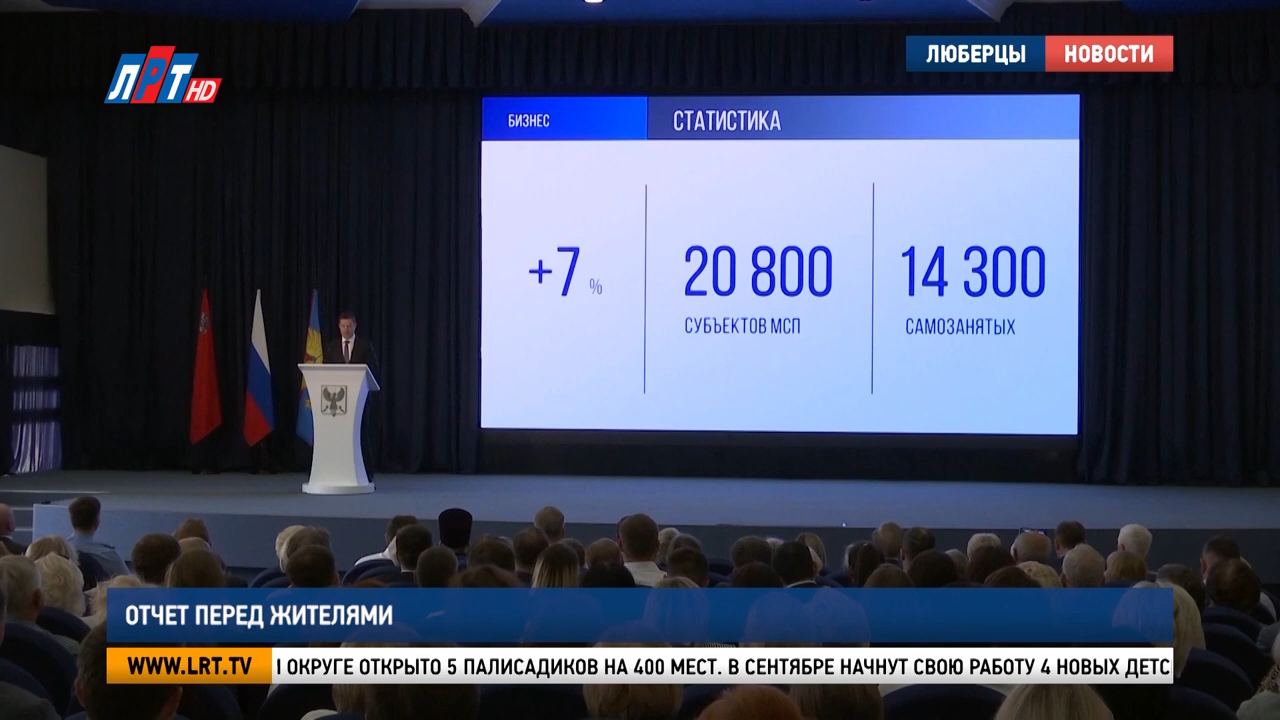 ЛРТ HD
ЛЮБЕРЦЫ НОВОСТИ
БИЗНЕС СТАТИСТИКА
+7 % 20 800 14 300
СУБЪЕКТОВ МСП САМОЗАНЯТЫХ
ОТЧЕТ ПЕРЕД ЖИТЕЛЯМИ
WWW.LRT.TV ОКРУГЕ ОТКРЫТО 5 ПАЛИСАДИКОВ НА 400 МЕСТ. В СЕНТЯБРЕ НАЧНУТ СВОЮ РАБОТУ 4 НОВЫХ ДЕТС